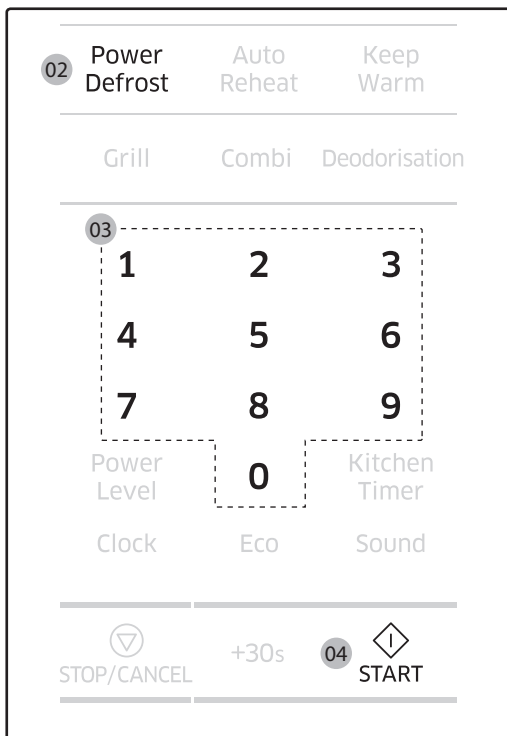 02 Power Defrost Auto Reheat Keep Warm
Grill Combi Deodorisation
03
1 2 3
4 5 6
7 8 9
Power Level 0 Kitchen Timer
Clock Eco Sound
STOP/CANCEL +30s 04 START